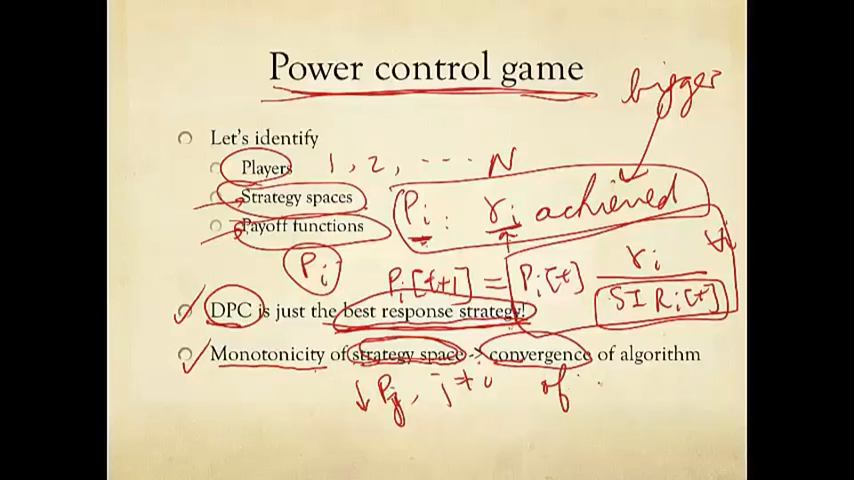 Power control game
bigger
Let's identify
Players 1, 2, --- N
Strategy spaces
Pi : γi achieved
Payoff functions
Pi
Pi[t+1] = Pi[t] γi / SIRi[t] ∀i
DPC is just the best response strategy!
Monotonicity of strategy space -> convergence of algorithm
↓ Pj, j≠i of